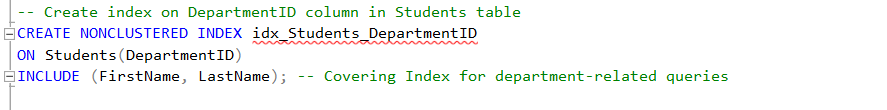 -- Create index on DepartmentID column in Students table
CREATE NONCLUSTERED INDEX idx_Students_DepartmentID
ON Students(DepartmentID)
INCLUDE (FirstName, LastName); -- Covering Index for department-related queries